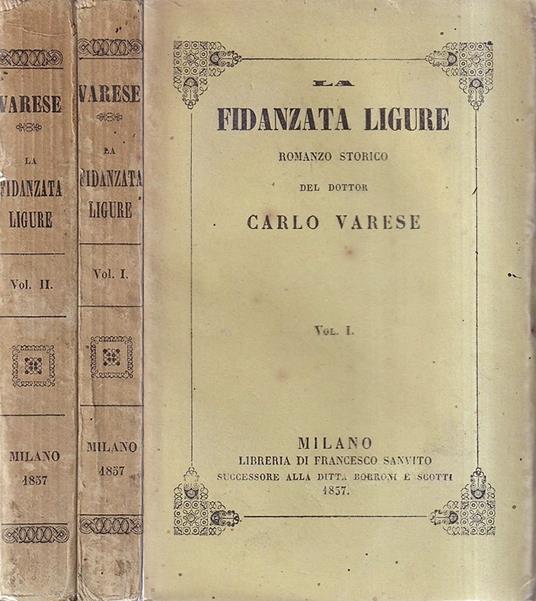 VARESE
LA
FIDANZATA
LIGURE
Vol. II.
MILANO
1857
VARESE
LA
FIDANZATA
LIGURE
Vol. I.
MILANO
1857
LA
FIDANZATA LIGURE
ROMANZO STORICO
DEL DOTTOR
CARLO VARESE
Vol. I.
MILANO
LIBRERIA DI FRANCESCO SANVITO
SUCCESSORE ALLA DITTA BORRONI E SCOTTI
1857.